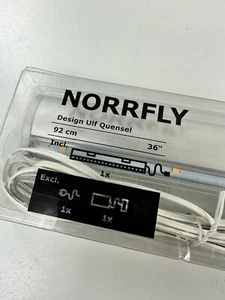 NORRFLY
Design Ulf Quensel
92 cm 36"
Incl.
1x
Excl.
1x 1x